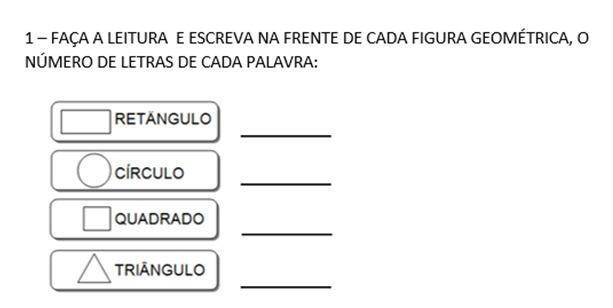 1 – FAÇA A LEITURA E ESCREVA NA FRENTE DE CADA FIGURA GEOMÉTRICA, O
NÚMERO DE LETRAS DE CADA PALAVRA:
RETÂNGULO
CÍRCULO
QUADRADO
TRIÂNGULO